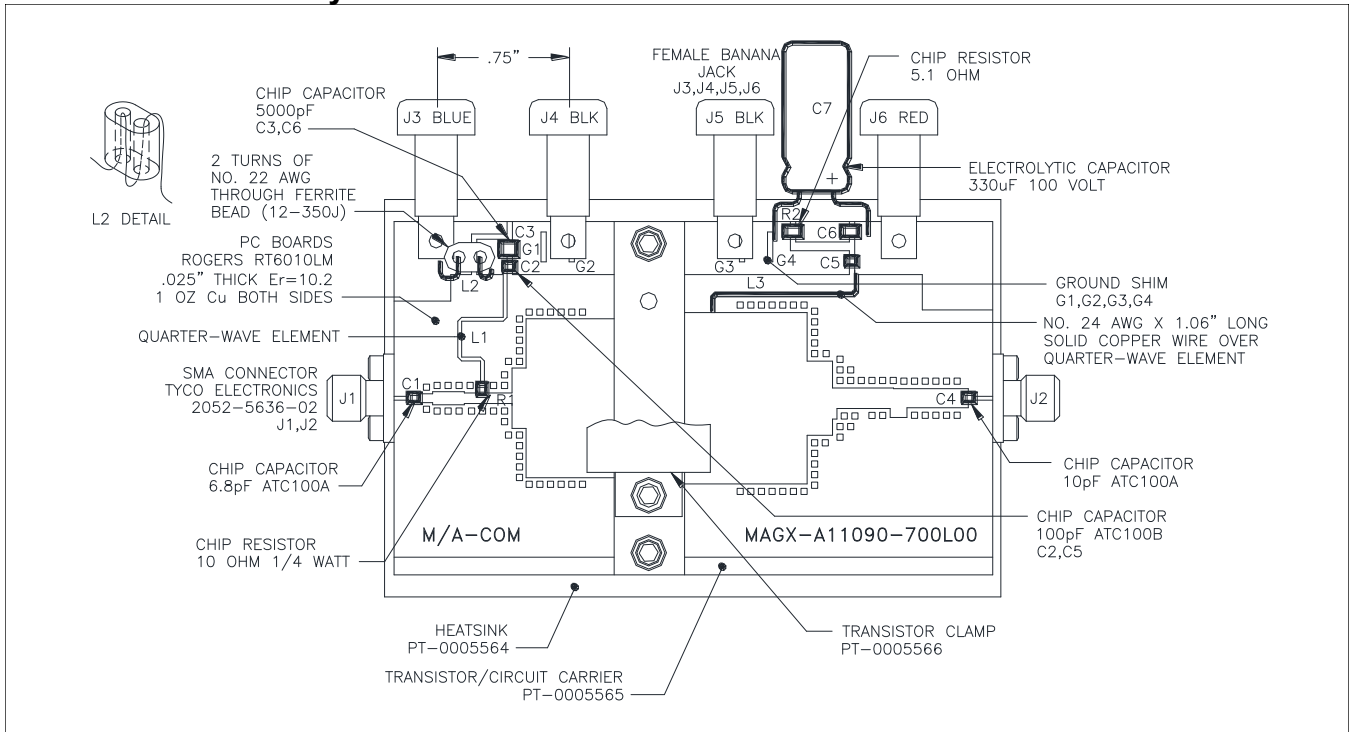 .75"
FEMALE BANANA
JACK
J3,J4,J5,J6
CHIP RESISTOR
5.1 OHM
CHIP CAPACITOR
5000pF
C3,C6
J3 BLUE
J4 BLK
J5 BLK
C7
J6 RED
2 TURNS OF
NO. 22 AWG
THROUGH FERRITE
BEAD (12-350J)
ELECTROLYTIC CAPACITOR
330uF 100 VOLT
+
L2 DETAIL
PC BOARDS
ROGERS RT6010LM
.025" THICK Er=10.2
1 OZ Cu BOTH SIDES
C3
G1
C2
L2
G2
G3
G4
R2
C6
C5
L3
GROUND SHIM
G1,G2,G3,G4
QUARTER-WAVE ELEMENT
L1
NO. 24 AWG X 1.06" LONG
SOLID COPPER WIRE OVER
QUARTER-WAVE ELEMENT
SMA CONNECTOR
TYCO ELECTRONICS
2052-5636-02
J1,J2
J1
C1
R1
C4
J2
CHIP CAPACITOR
6.8pF ATC100A
CHIP CAPACITOR
10pF ATC100A
CHIP CAPACITOR
100pF ATC100B
C2,C5
M/A-COM
MAGX-A11090-700L00
CHIP RESISTOR
10 OHM 1/4 WATT
HEATSINK
PT-0005564
TRANSISTOR CLAMP
PT-0005566
TRANSISTOR/CIRCUIT CARRIER
PT-0005565